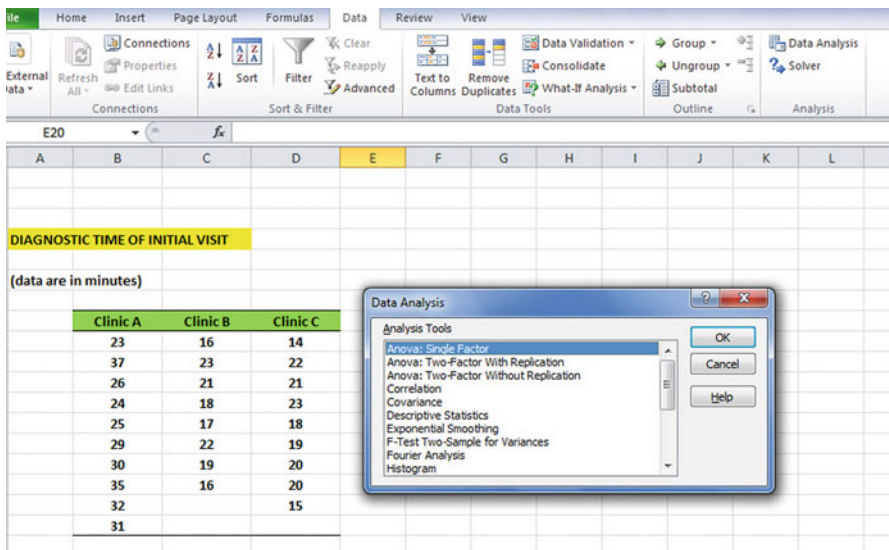 ile Home Insert Page Layout Formulas Data Review View
Connections Clear Data Validation Group Data Analysis
Properties Reapply Consolidate Ungroup Solver
External Refresh Edit Links Sort Filter Advanced Text to Remove What-If Analysis Subtotal
Data All Columns Duplicates
Connections Sort & Filter Data Tools Outline Analysis
E20 fx
A B C D E F G H I J K L
DIAGNOSTIC TIME OF INITIAL VISIT
(data are in minutes)
Clinic A Clinic B Clinic C
23 16 14
37 23 22
26 21 21
24 18 23
25 17 18
29 22 19
30 19 20
35 16 20
32 15
31
Data Analysis
Analysis Tools
Anova: Single Factor
Anova: Two-Factor With Replication
Anova: Two-Factor Without Replication
Correlation
Covariance
Descriptive Statistics
Exponential Smoothing
F-Test Two-Sample for Variances
Fourier Analysis
Histogram
OK
Cancel
Help